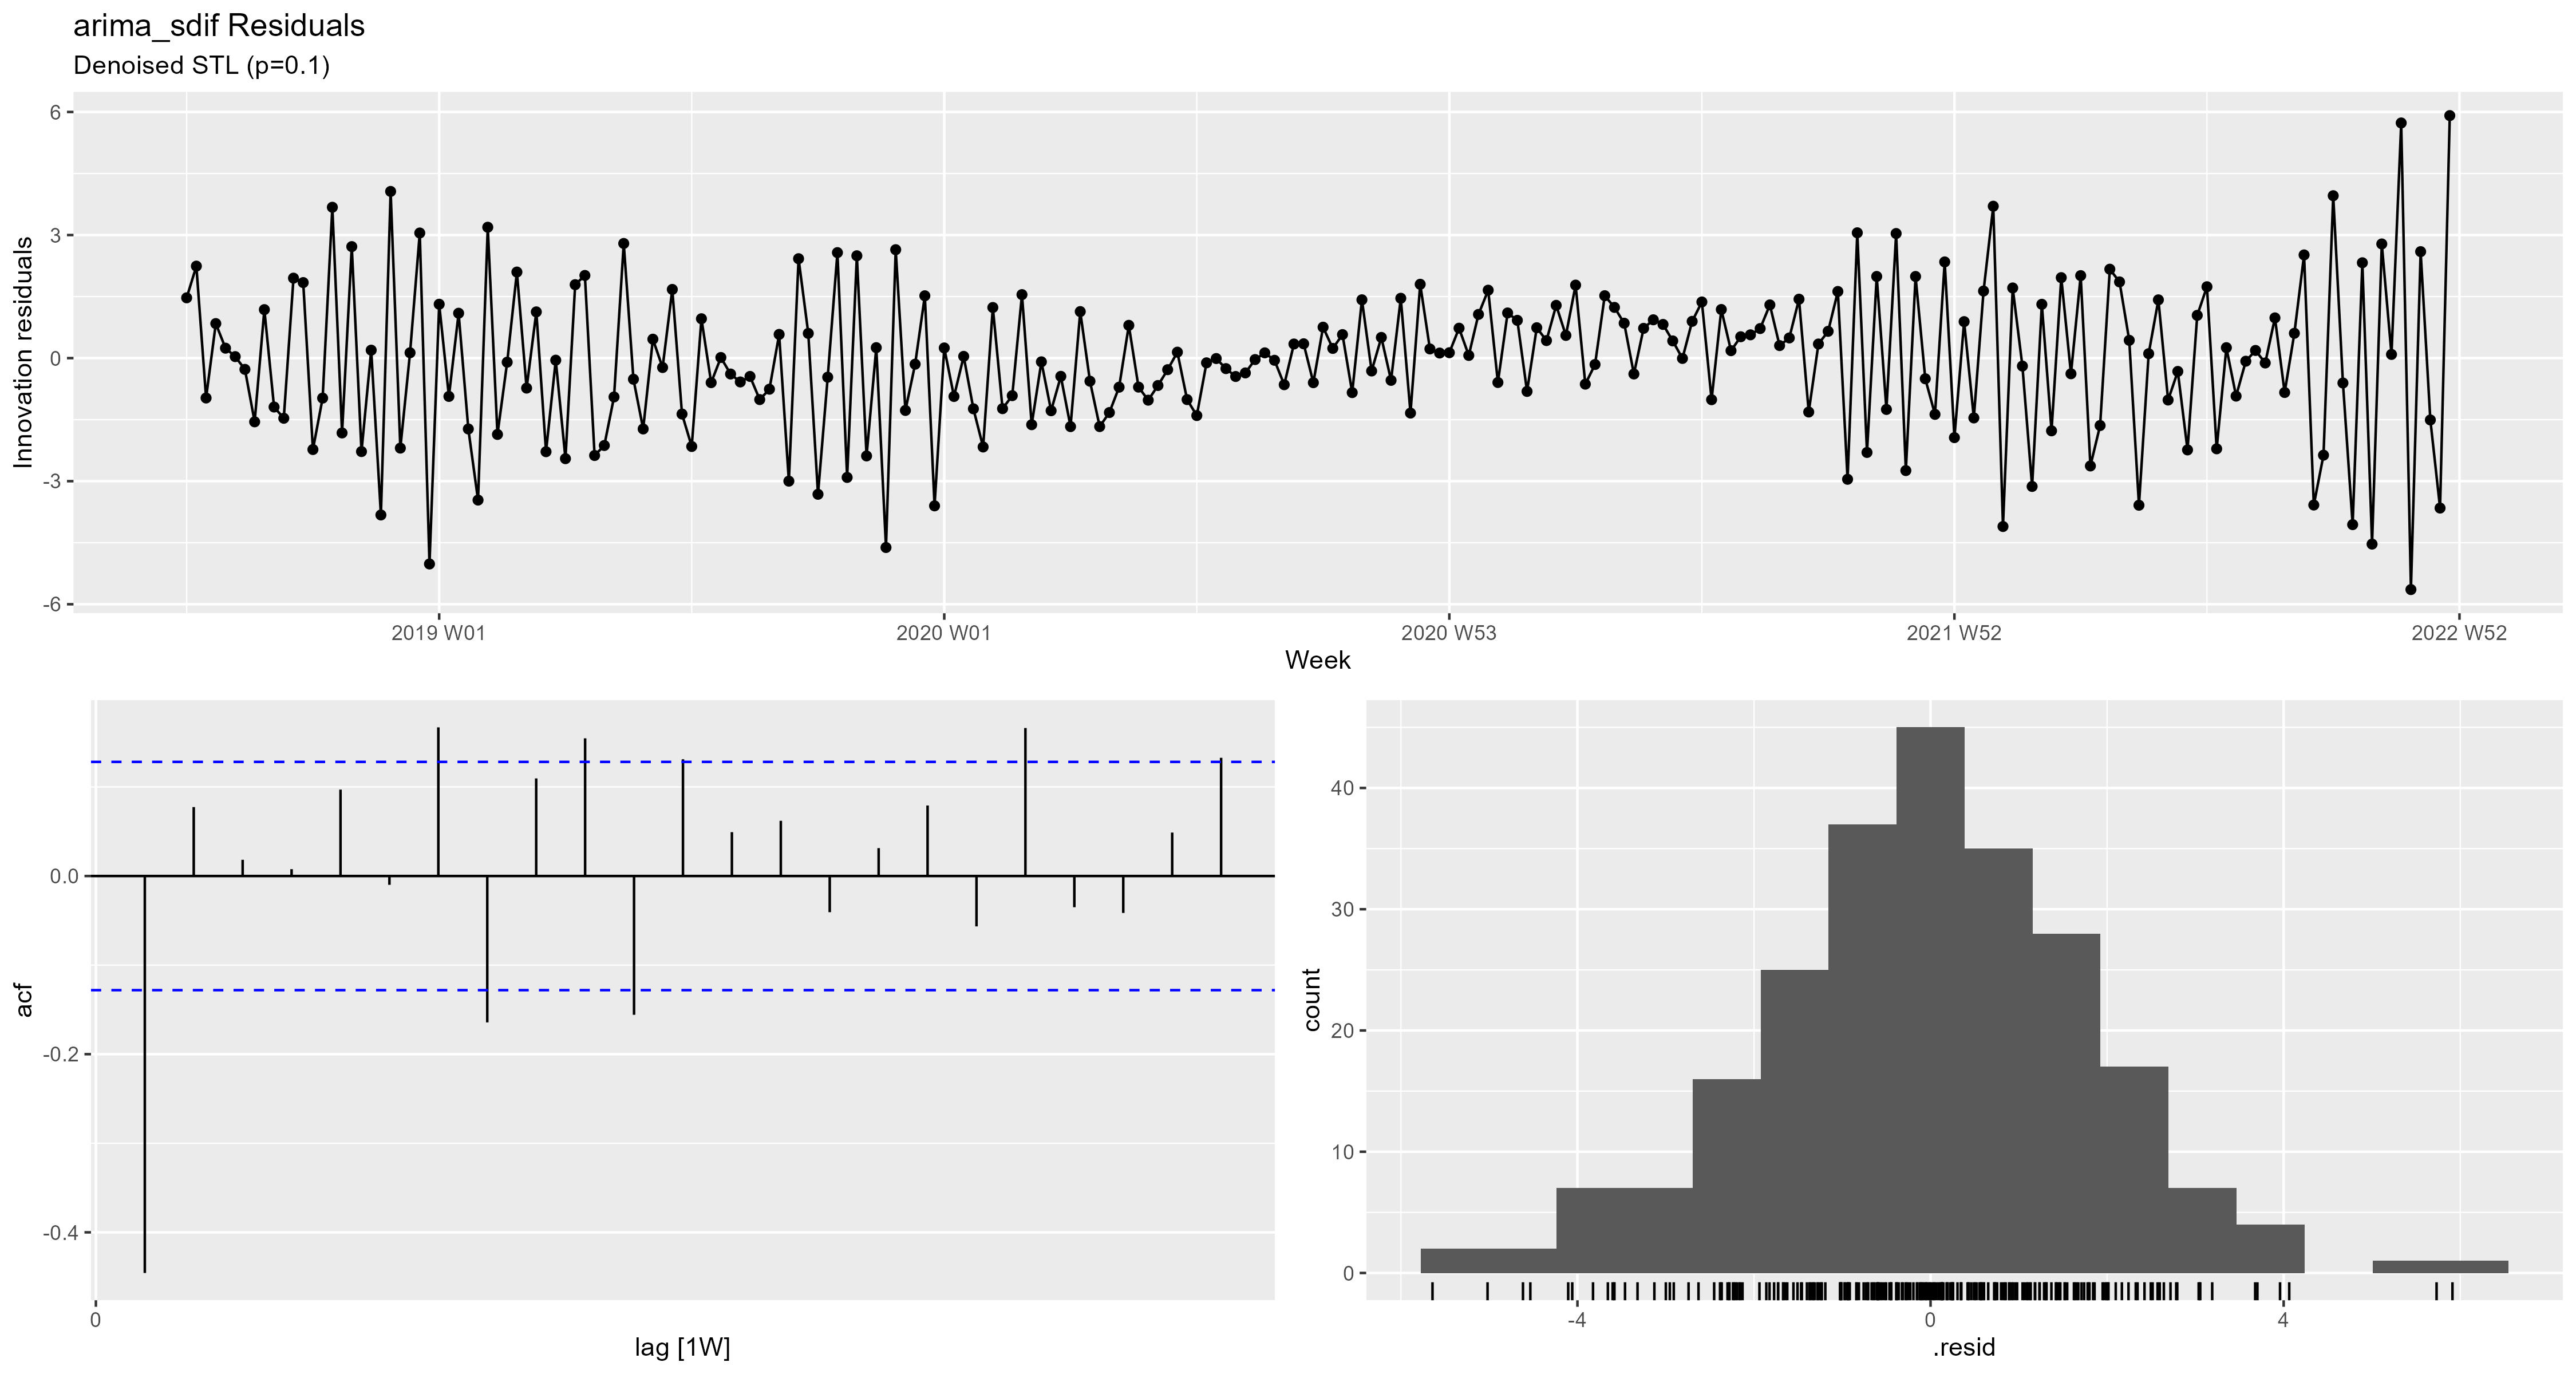 arima_sdif Residuals
Denoised STL (p=0.1)
Innovation residuals
6
3
0
-3
-6
2019 W01 2020 W01 2020 W53 2021 W52 2022 W52
Week
acf
0.0
-0.2
-0.4
0
lag [1W]
count
40
30
20
10
0
-4 0 4
.resid